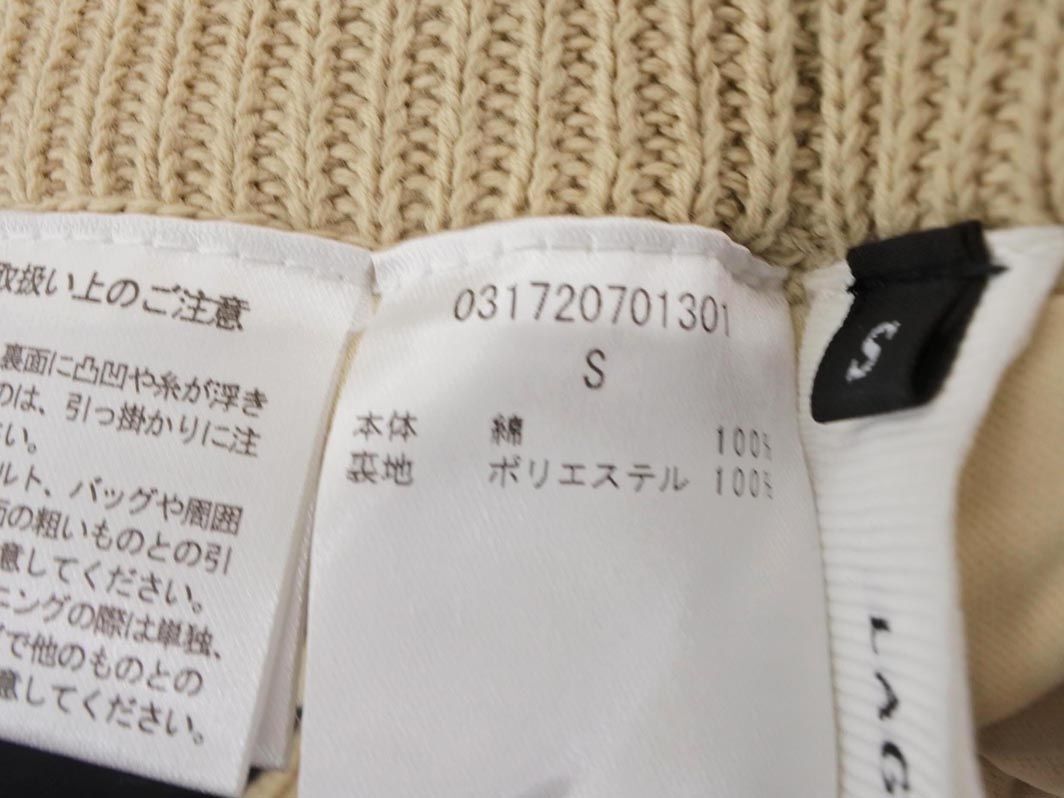 取扱い上のご注意
裏面に凸凹や糸が浮き
のは、引っ掛かりに注
さい。
ルト、バッグや周囲
の粗いものとの引
意してください。
ニングの際は単独、
で他のものとの
意してください。
031720701301
S
本体 綿 100%
裏地 ポリエステル 100%
S
LAG